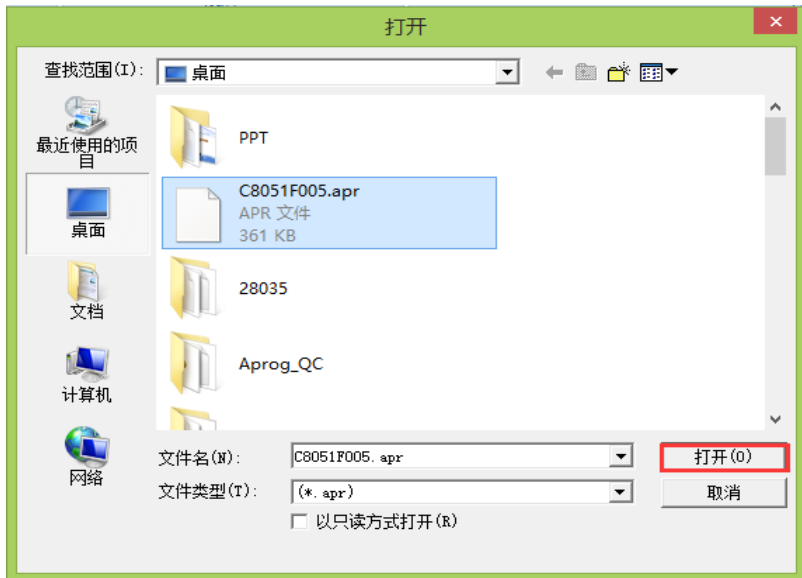 打开
查找范围(I):
桌面
最近使用的项
目
桌面
文档
计算机
网络
PPT
C8051F005.apr
APR 文件
361 KB
28035
Aprog_QC
文件名(N):
C8051F005.apr
打开(O)
文件类型(T):
(*.apr)
取消
以只读方式打开(R)